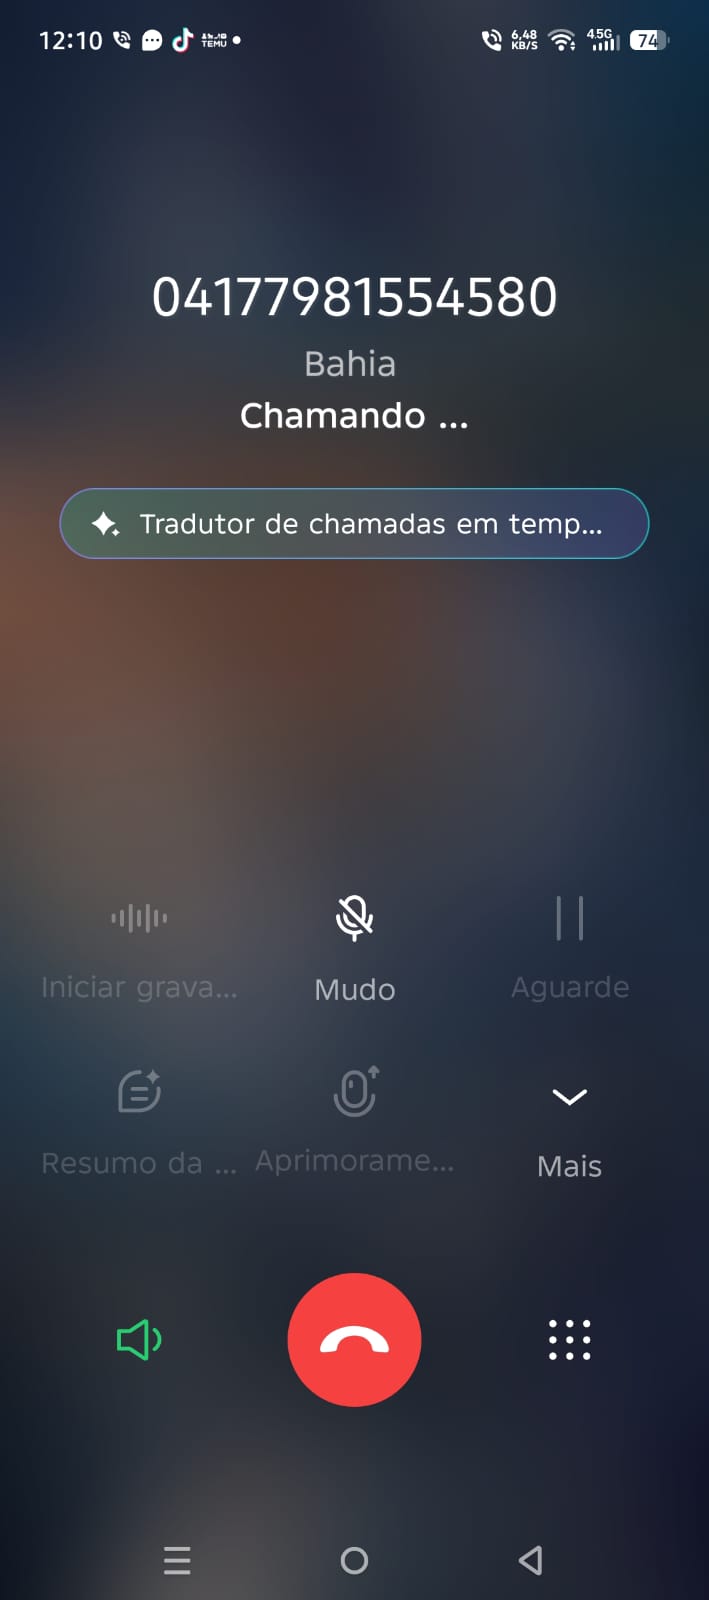 12:10
TEMU
6,48
KB/S
4.5G
74
04177981554580
Bahia
Chamando ...
Tradutor de chamadas em temp...
Iniciar grava...
Mudo
Aguarde
Resumo da ...
Aprimorame...
Mais